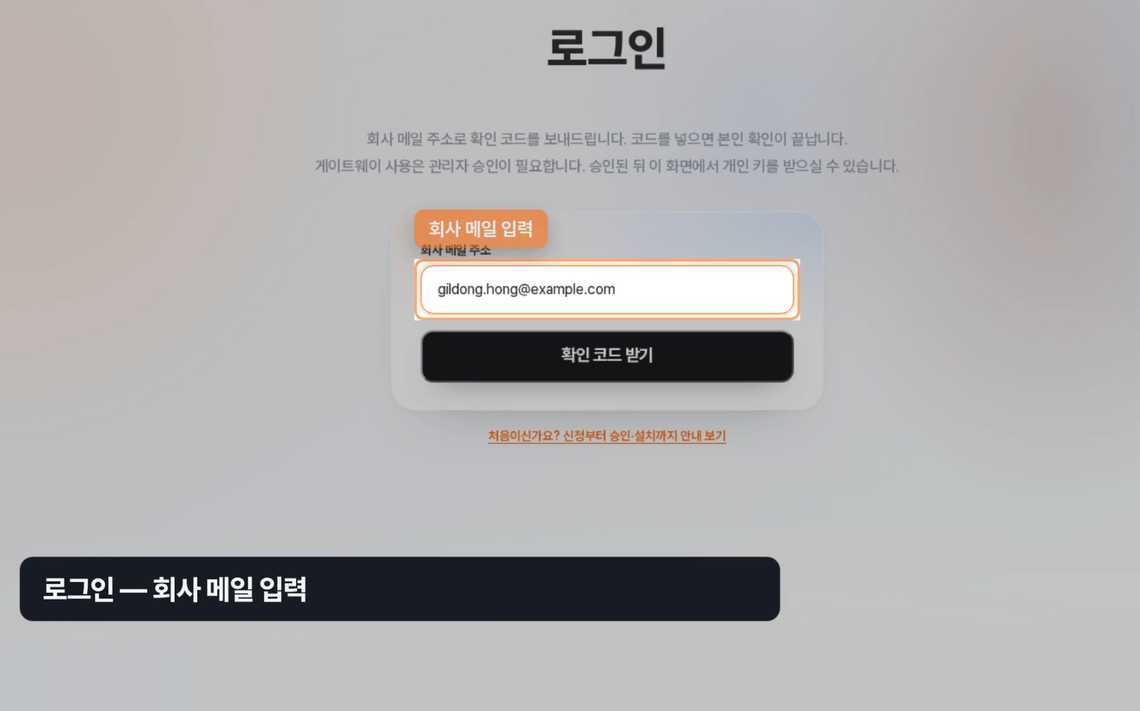 로그인
회사 메일 주소로 확인 코드를 보내드립니다. 코드를 넣으면 본인 확인이 끝납니다.
게이트웨이 사용은 관리자 승인이 필요합니다. 승인된 뒤 이 화면에서 개인 키를 받으실 수 있습니다.
회사 메일 입력
회사 메일 주소
gildong.hong@example.com
확인 코드 받기
처음이신가요? 신청부터 승인·설치까지 안내 보기
로그인 — 회사 메일 입력